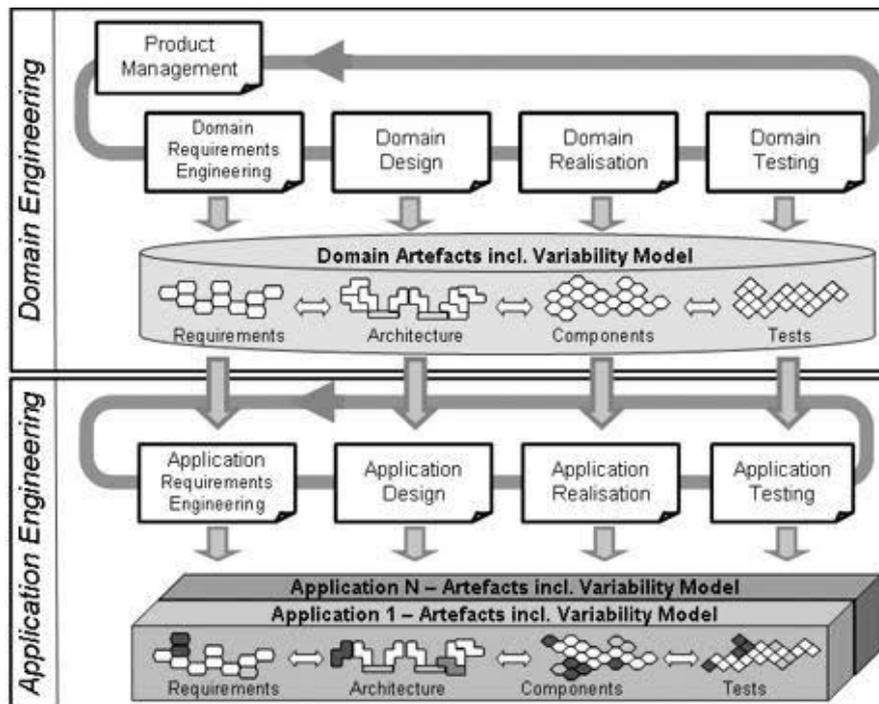 Domain Engineering
Product
Management
Domain
Requirements
Engineering
Domain
Design
Domain
Realisation
Domain
Testing
Domain Artefacts incl. Variability Model
Requirements
Architecture
Components
Tests
Application Engineering
Application
Requirements
Engineering
Application
Design
Application
Realisation
Application
Testing
Application N – Artefacts incl. Variability Model
Application 1 – Artefacts incl. Variability Model
Requirements
Architecture
Components
Tests